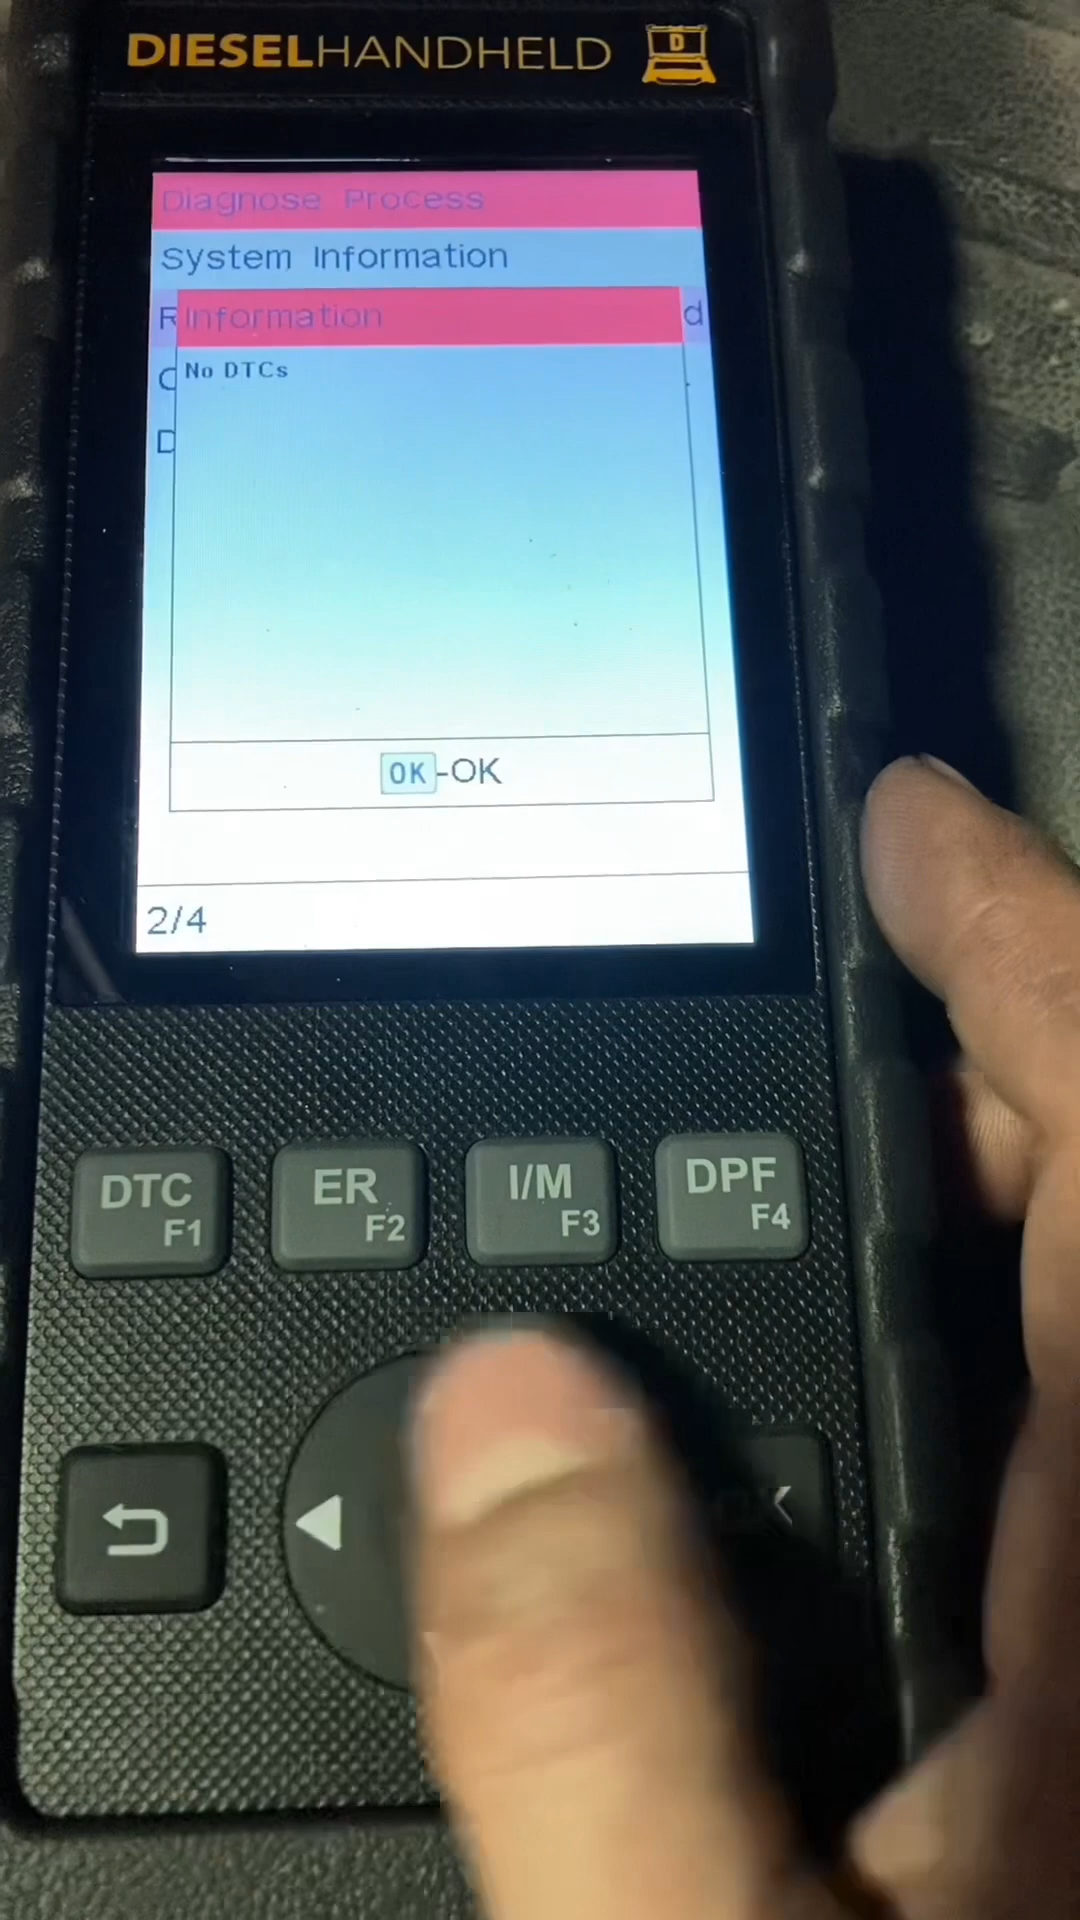 DIESELHANDHELD
D
Diagnose Process
System Information
R Information d
C No DTCs
D
OK-OK
2/4
DTC F1
ER F2
I/M F3
DPF F4